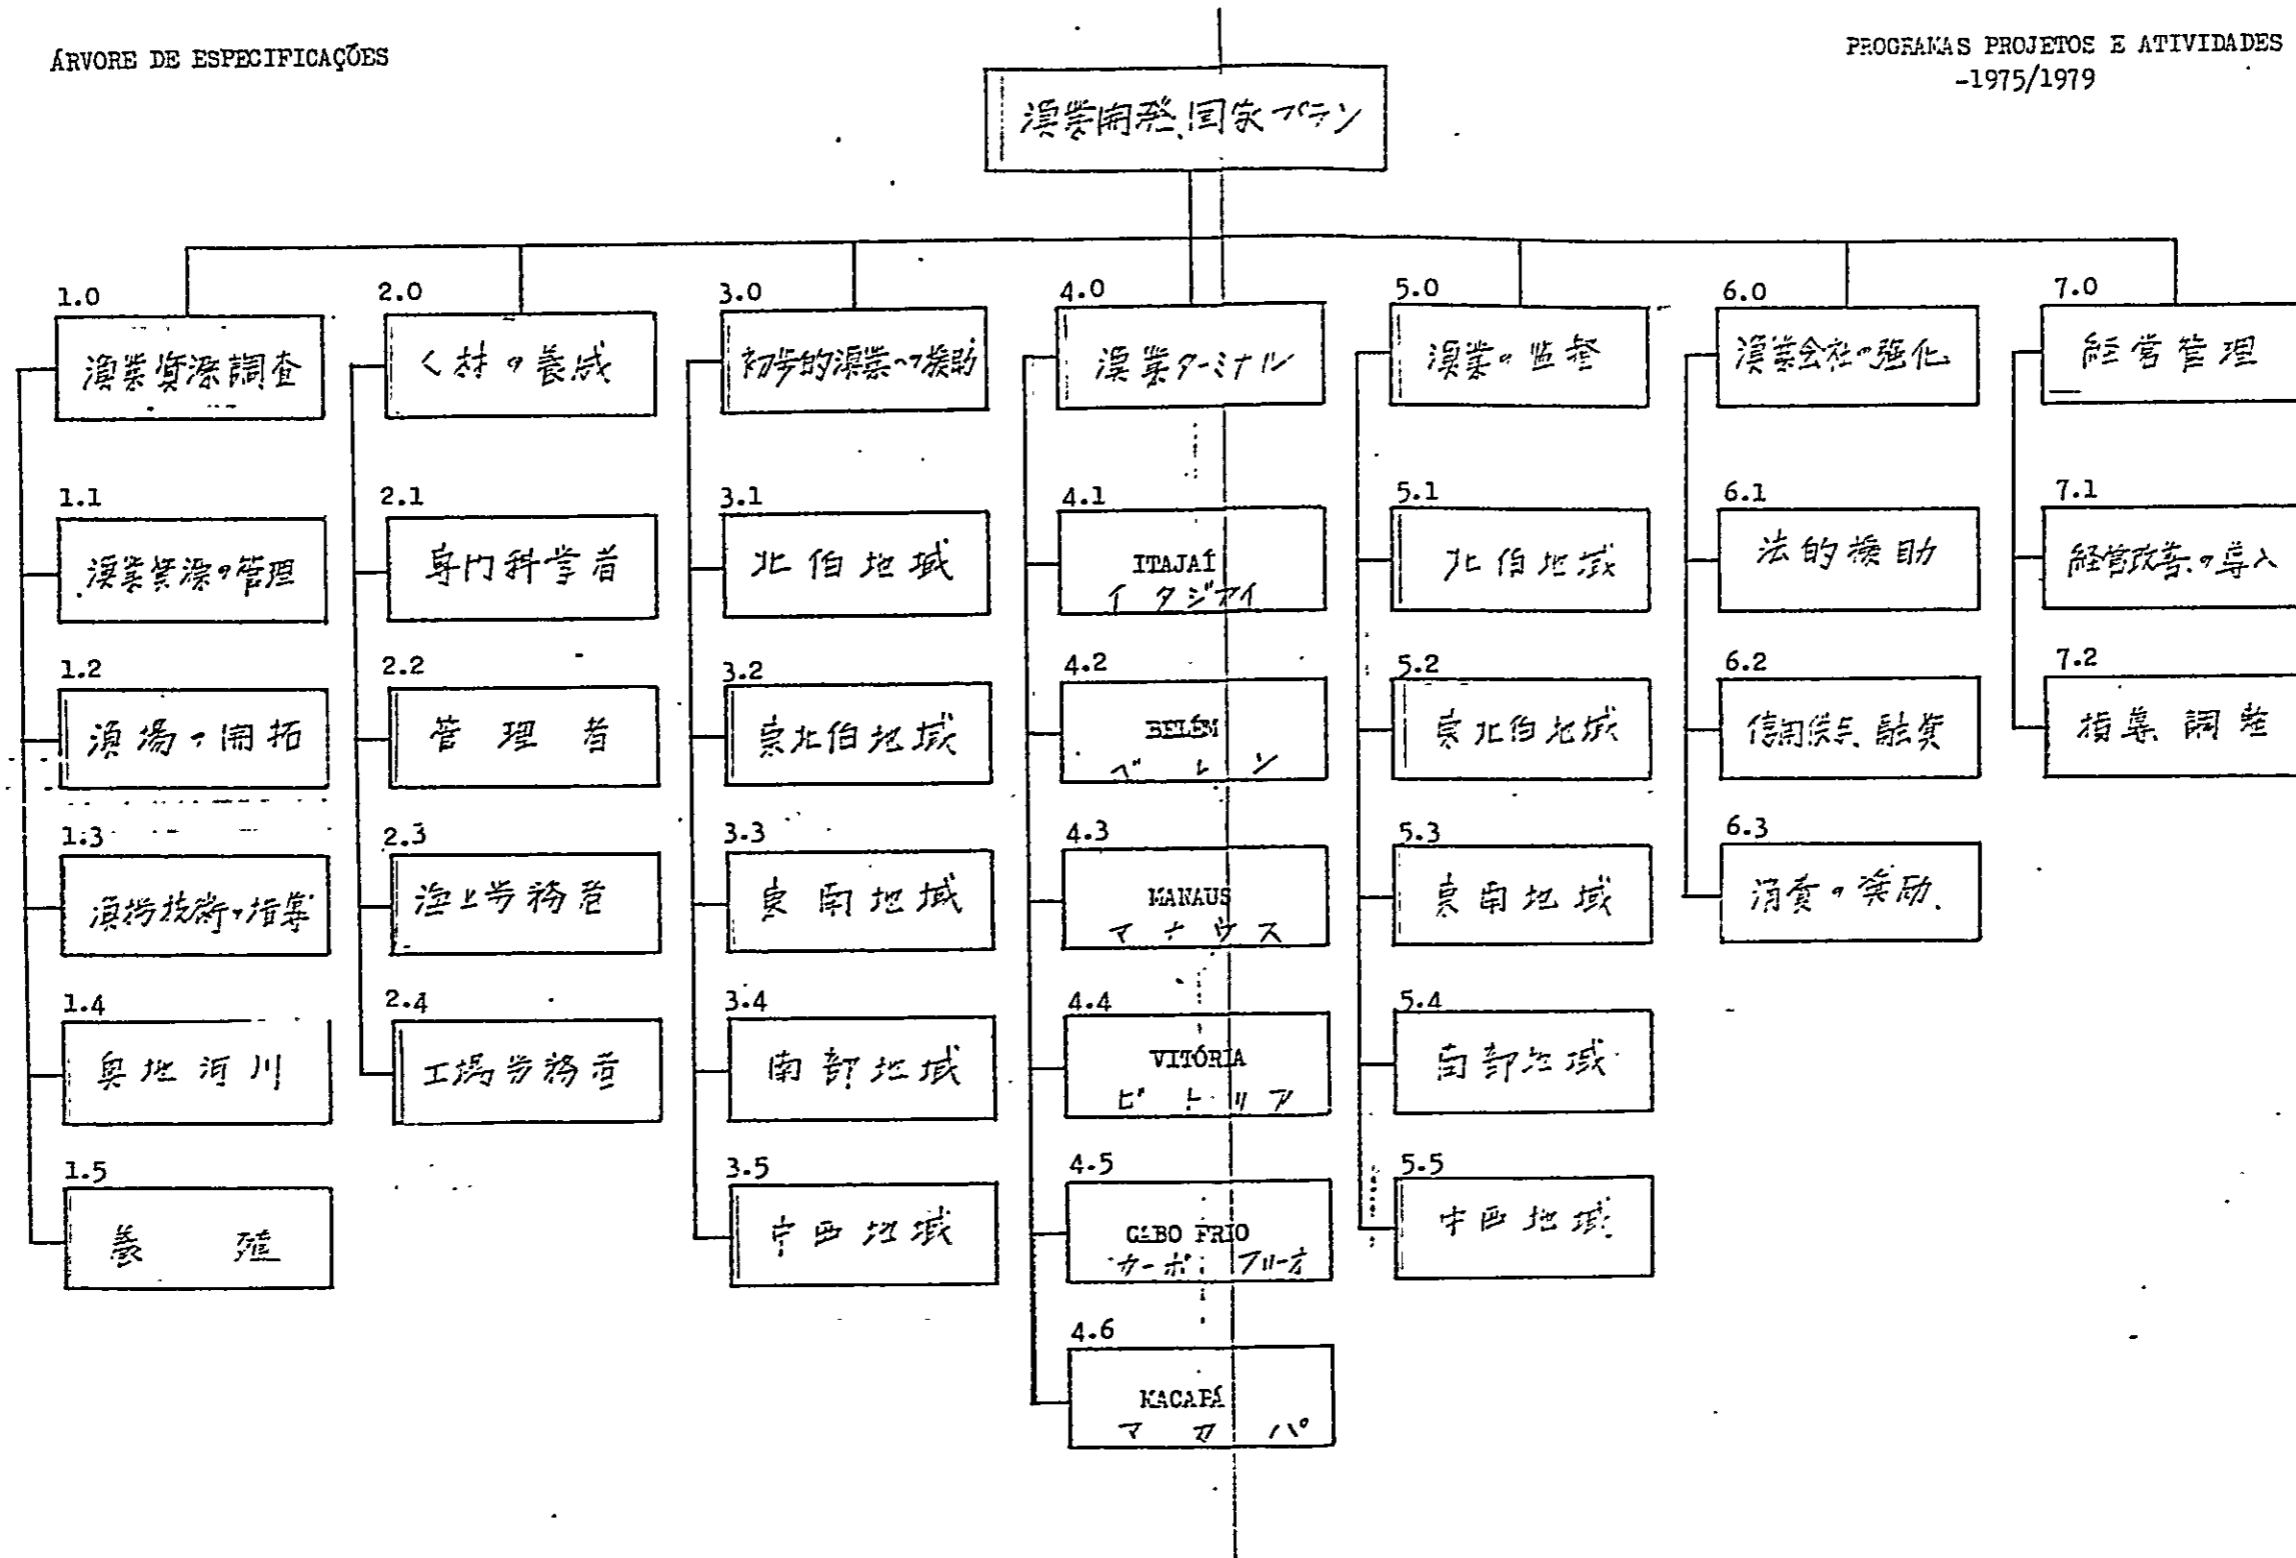 ÁRVORE DE ESPECIFICAÇÕES
PROGRAMAS PROJETOS E ATIVIDADES
-1975/1979
漁業開発国家プラン
1.0
漁業資源調査
1.1
漁業資源の管理
1.2
漁場の開拓
1.3
漁撈技術の指導
1.4
奥地河川
1.5
養殖
2.0
人材の養成
2.1
専門科学者
2.2
管理者
2.3
海上労務者
2.4
工場労務者
3.0
初歩的漁業への援助
3.1
北伯地域
3.2
東北伯地域
3.3
東南地域
3.4
南部地域
3.5
中西地域
4.0
漁業ターミナル
4.1
ITAJAÍ
イタジアイ
4.2
BELÉM
ベレン
4.3
MANAUS
マナウス
4.4
VITÓRIA
ビトリア
4.5
CABO FRIO
カーボ フリーオ
4.6
MACAPÁ
マカパ
5.0
漁業の監督
5.1
北伯地域
5.2
東北伯地域
5.3
東南地域
5.4
南部地域
5.5
中西地域
6.0
漁業会社の強化
6.1
法的援助
6.2
信用供与、融資
6.3
消費の奨励.
7.0
経営管理
7.1
経営改善の導入
7.2
指導調整